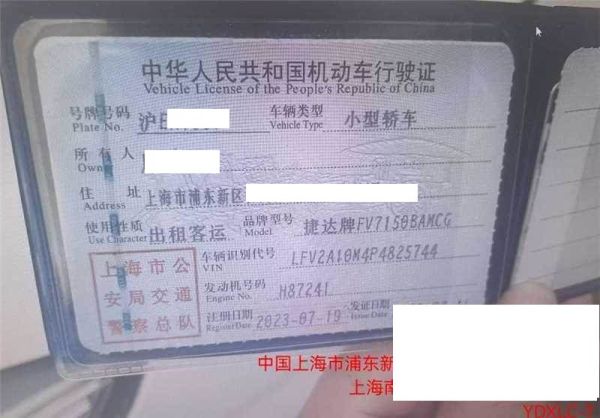 中华人民共和国机动车行驶证
Vehicle License of the People's Republic of China
号牌号码 沪 车辆类型 小型轿车
Plate No. Vehicle Type
所有人
Owner
住址 上海市浦东新区
使用性质 出租客运 品牌型号 捷达牌FV7150BAMCG
Use Character
车辆识别代号 LFV2A10M4P4825744
VIN
上海市公
安局交通
警察总队
发动机号码 H87241
Engine No.
注册日期 2023-07-19 发证日期
Register Date Issue Date
中国上海市浦东新
上海南
YDXLC-